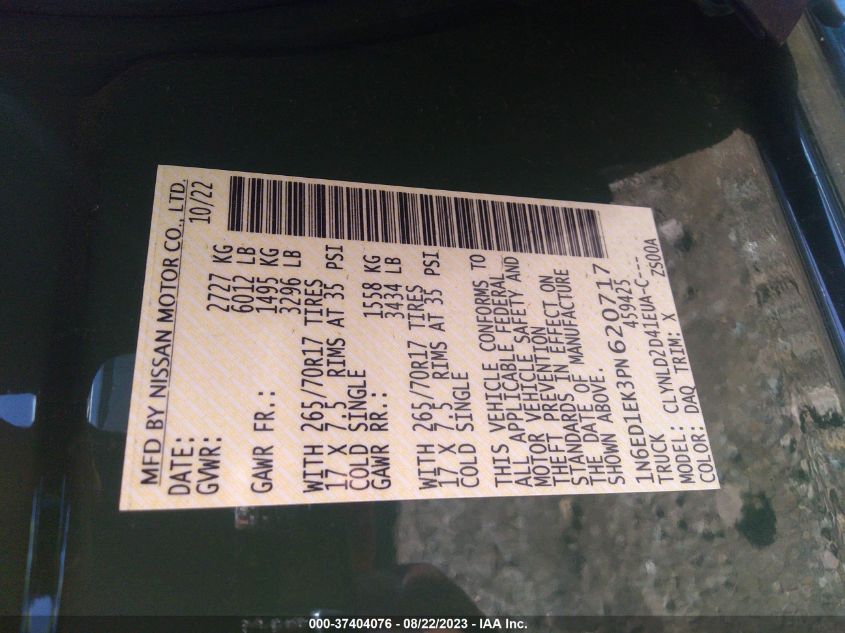 MFD BY NISSAN MOTOR CO., LTD.
DATE: 10/22
GVWR: 2727 KG
6012 LB
GAWR FR.: 1495 KG
3296 LB
WITH 265/70R17 TIRES
17 X 7.5 RIMS AT 35 PSI
COLD SINGLE
GAWR RR.: 1558 KG
3434 LB
WITH 265/70R17 TIRES
17 X 7.5 RIMS AT 35 PSI
COLD SINGLE
THIS VEHICLE CONFORMS TO
ALL APPLICABLE FEDERAL
MOTOR VEHICLE SAFETY AND
THEFT PREVENTION
STANDARDS IN EFFECT ON
THE DATE OF MANUFACTURE
SHOWN ABOVE.
1N6ED1EK3PN620717
TRUCK 459425
MODEL: CLYNLD2D41EUA-C---
COLOR: DAQ TRIM: X ZS00A
000-37404076 - 08/22/2023 - IAA Inc.